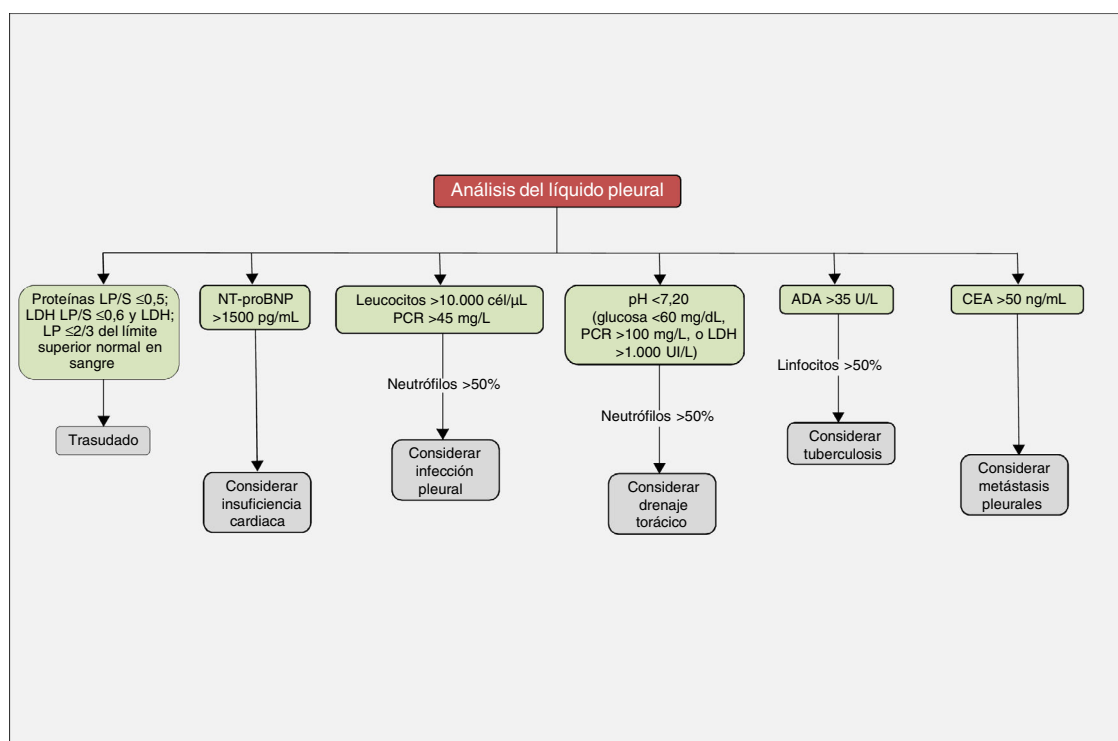 Análisis del líquido pleural
Proteínas LP/S ≤0,5;
LDH LP/S ≤0,6 y LDH;
LP ≤2/3 del límite
superior normal en
sangre
Trasudado
NT-proBNP
>1500 pg/mL
Considerar
insuficiencia
cardiaca
Leucocitos >10.000 cél/µL
PCR >45 mg/L
Neutrófilos >50%
Considerar
infección
pleural
pH <7,20
(glucosa <60 mg/dL,
PCR >100 mg/L, o LDH
>1.000 UI/L)
Neutrófilos >50%
Considerar
drenaje
torácico
ADA >35 U/L
Linfocitos >50%
Considerar
tuberculosis
CEA >50 ng/mL
Considerar
metástasis
pleurales